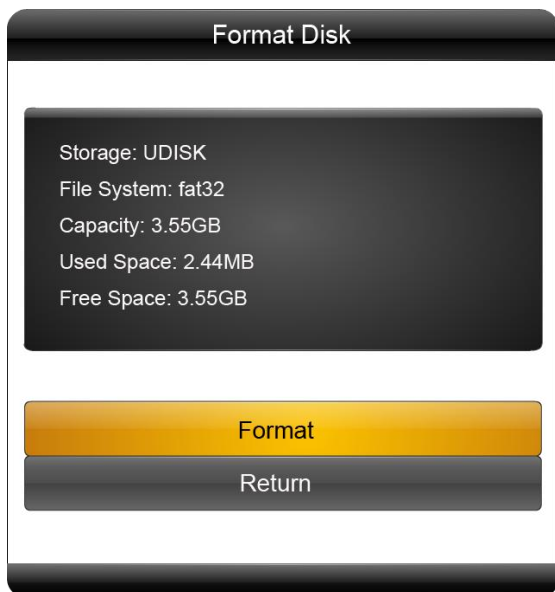 Format Disk
Storage: UDISK
File System: fat32
Capacity: 3.55GB
Used Space: 2.44MB
Free Space: 3.55GB
Format
Return